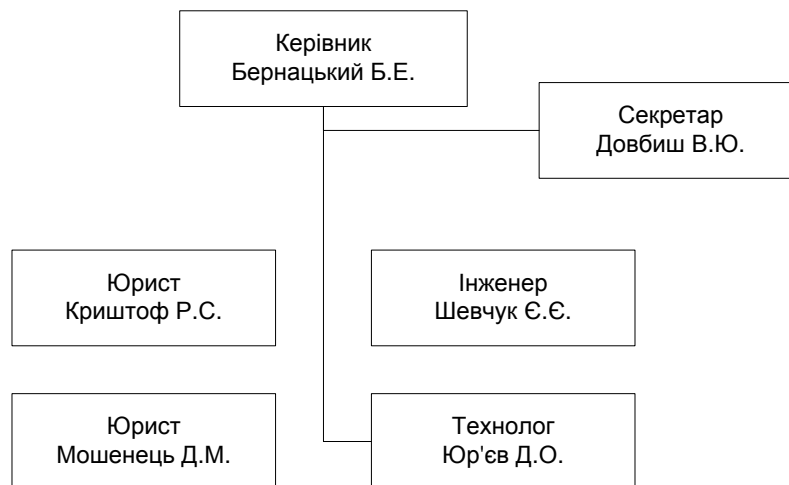 Керівник
Бернацький Б.Е.
Секретар
Довбиш В.Ю.
Юрист
Криштоф Р.С.
Інженер
Шевчук Є.Є.
Юрист
Мошенець Д.М.
Технолог
Юр'єв Д.О.